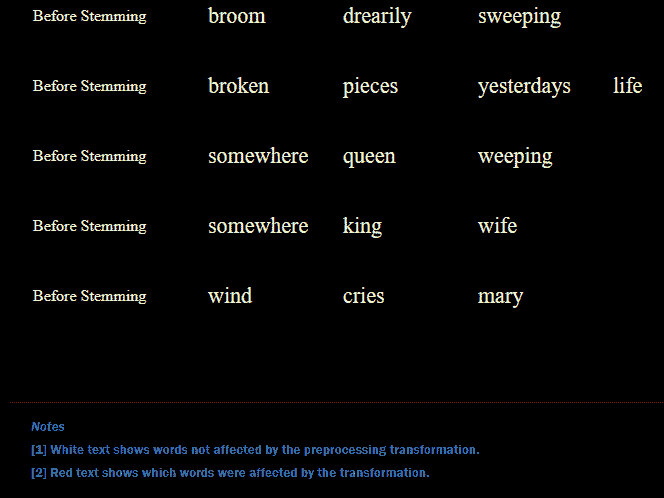 Before Stemming broom drearily sweeping
Before Stemming broken pieces yesterdays life
Before Stemming somewhere queen weeping
Before Stemming somewhere king wife
Before Stemming wind cries mary
Notes
[1] White text shows words not affected by the preprocessing transformation.
[2] Red text shows which words were affected by the transformation.